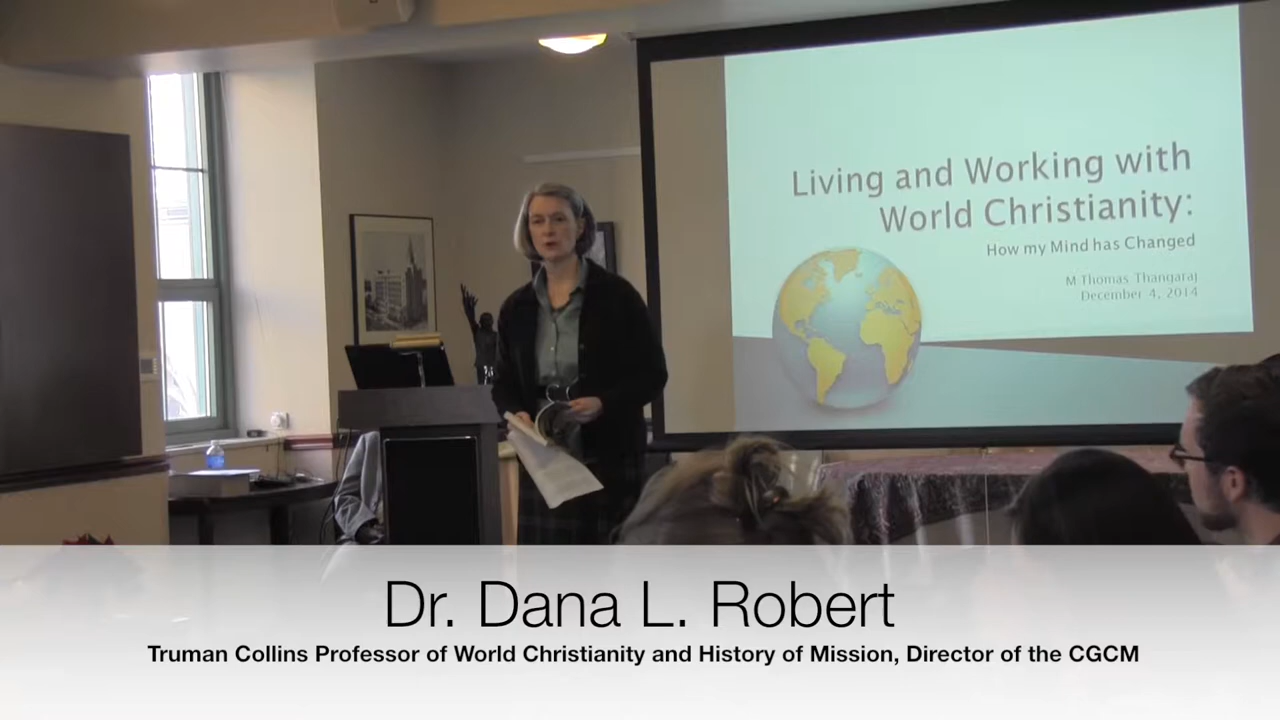 Living and Working with
World Christianity:
How my Mind has Changed
M Thomas Thangaraj
December 4, 2014
Dr. Dana L. Robert
Truman Collins Professor of World Christianity and History of Mission, Director of the CGCM